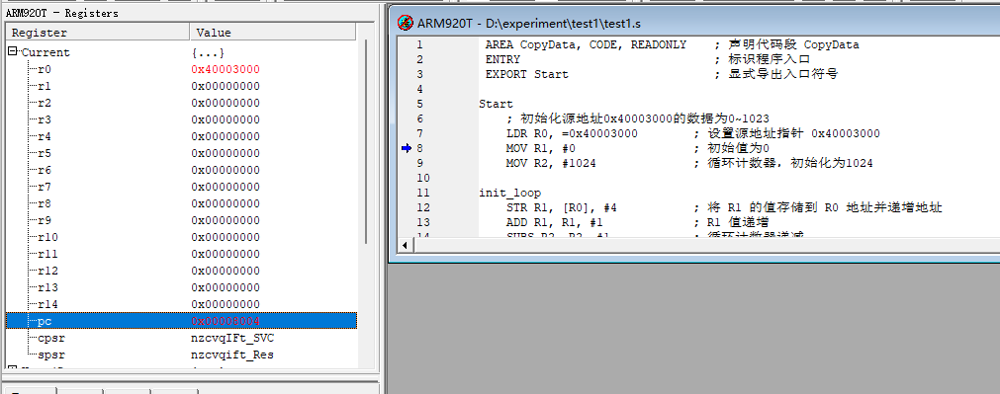 ARM920T - Registers
Register Value
Current {...}
r0 0x40003000
r1 0x00000000
r2 0x00000000
r3 0x00000000
r4 0x00000000
r5 0x00000000
r6 0x00000000
r7 0x00000000
r8 0x00000000
r9 0x00000000
r10 0x00000000
r11 0x00000000
r12 0x00000000
r13 0x00000000
r14 0x00000000
pc 0x00008004
cpsr nzcvqIFt_SVC
spsr nzcvqift_Res
ARM920T - D:\experiment\test1\test1.s
1 AREA CopyData, CODE, READONLY ; 声明代码段 CopyData
2 ENTRY ; 标识程序入口
3 EXPORT Start ; 显式导出入口符号
4
5 Start
6 ; 初始化源地址0x40003000的数据为0~1023
7 LDR R0, =0x40003000 ; 设置源地址指针 0x40003000
8 MOV R1, #0 ; 初始值为0
9 MOV R2, #1024 ; 循环计数器，初始化为1024
10
11 init_loop
12 STR R1, [R0], #4 ; 将 R1 的值存储到 R0 地址并递增地址
13 ADD R1, R1, #1 ; R1 值递增
14 SUBS R2, R2, #1 ; 循环计数器递减